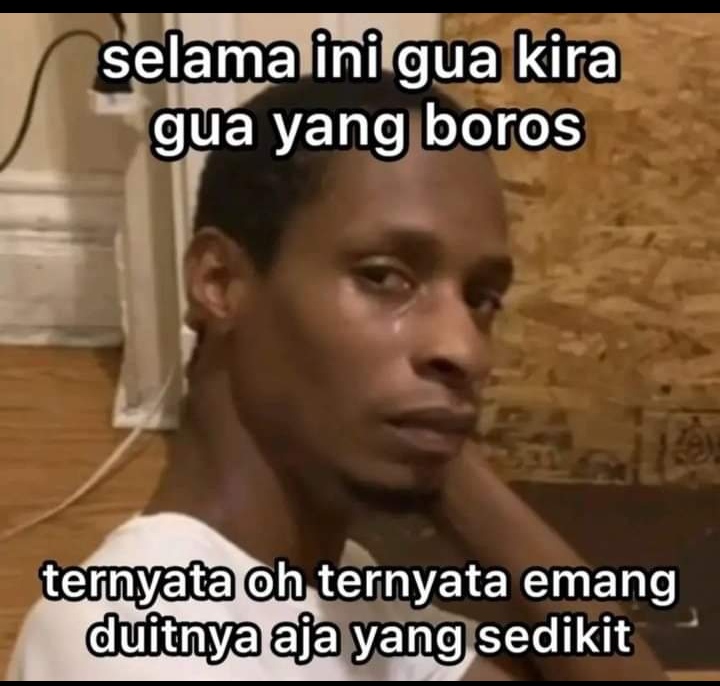 selama ini gua kira
gua yang boros
ternyata oh ternyata emang
duitnya aja yang sedikit